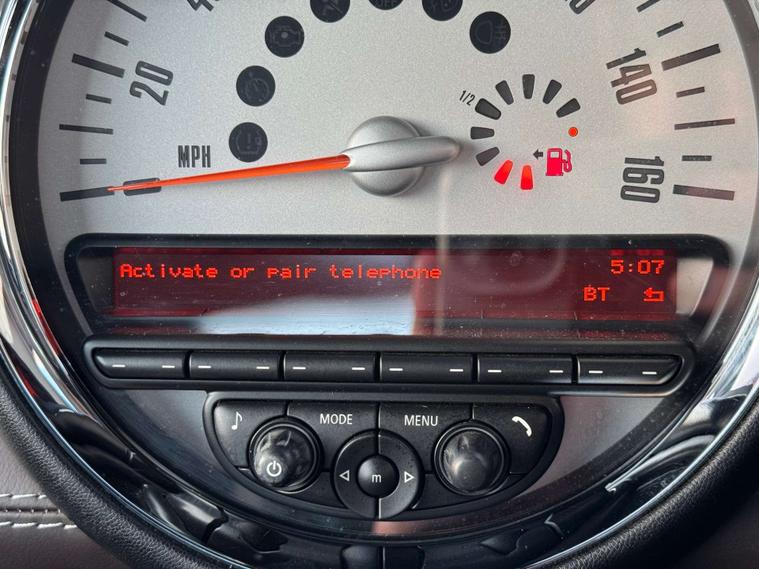 20
140
1/2
MPH
160
Activate or pair telephone
5:07
BT
MODE
MENU
m